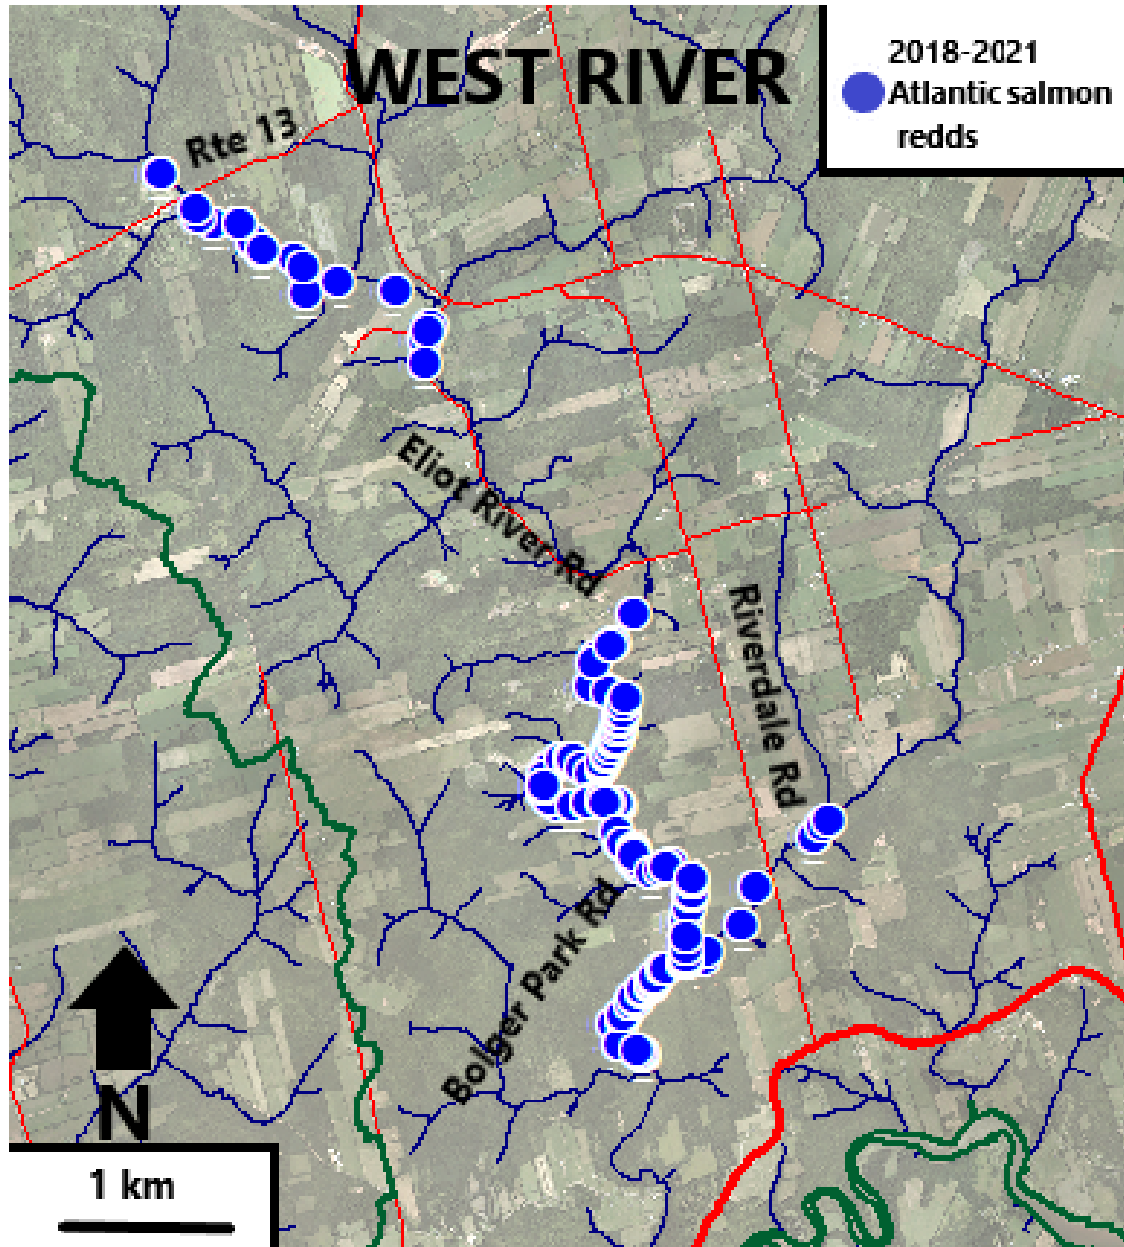 WEST RIVER
2018-2021
Atlantic salmon
redds
Rte 13
Eliot River Rd
Riverdale Rd
Bolger Park Rd
N
1 km